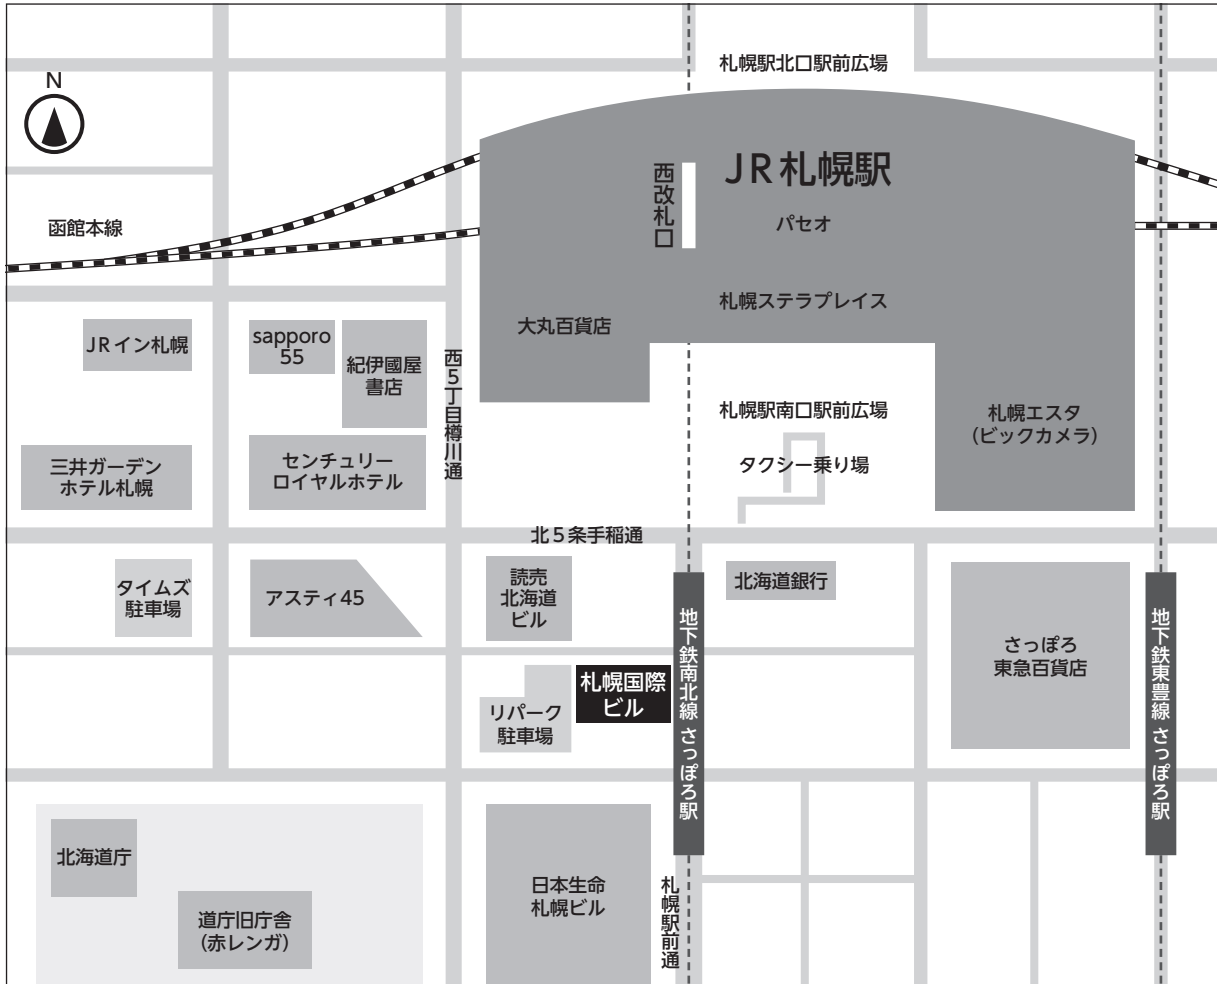 札幌駅北口駅前広場
N
JR札幌駅
西改札口
パセオ
函館本線
札幌ステラプレイス
大丸百貨店
JRイン札幌
sapporo
55
紀伊國屋
書店
西5丁目樽川通
札幌駅南口駅前広場
札幌エスタ
(ビックカメラ)
タクシー乗り場
三井ガーデン
ホテル札幌
センチュリー
ロイヤルホテル
北5条手稲通
タイムズ
駐車場
アスティ45
読売
北海道
ビル
北海道銀行
地下鉄南北線 さっぽろ駅
さっぽろ
東急百貨店
地下鉄東豊線 さっぽろ駅
札幌国際
ビル
リパーク
駐車場
北海道庁
道庁旧庁舎
(赤レンガ)
日本生命
札幌ビル
札幌駅前通